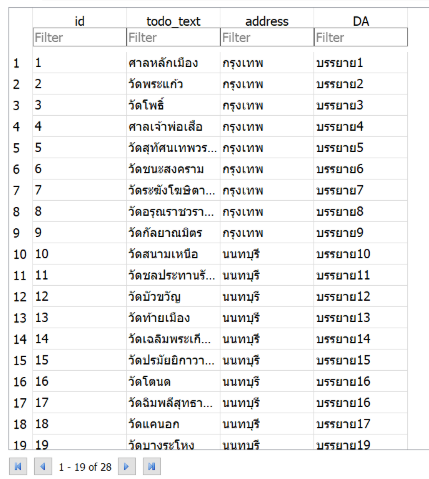 id todo_text address DA
Filter Filter Filter Filter
1 1 ศาลหลักเมือง กรุงเทพ บรรยาย1
2 2 วัดพระแก้ว กรุงเทพ บรรยาย2
3 3 วัดโพธิ์ กรุงเทพ บรรยาย3
4 4 ศาลเจ้าพ่อเสือ กรุงเทพ บรรยาย4
5 5 วัดสุทัศนเทพวร... กรุงเทพ บรรยาย5
6 6 วัดชนะสงคราม กรุงเทพ บรรยาย6
7 7 วัดระฆังโฆษิตา... กรุงเทพ บรรยาย7
8 8 วัดอรุณราชวรา... กรุงเทพ บรรยาย8
9 9 วัดกัลยาณมิตร กรุงเทพ บรรยาย9
10 10 วัดสนามเหนือ นนทบุรี บรรยาย10
11 11 วัดชลประทานรั... นนทบุรี บรรยาย11
12 12 วัดบัวขวัญ นนทบุรี บรรยาย12
13 13 วัดท้ายเมือง นนทบุรี บรรยาย13
14 14 วัดเฉลิมพระเกี... นนทบุรี บรรยาย14
15 15 วัดปรมัยยิกาวา... นนทบุรี บรรยาย15
16 16 วัดโตนด นนทบุรี บรรยาย16
17 17 วัดฉิมพลีสุทธา... นนทบุรี บรรยาย16
18 18 วัดแคนอก นนทบุรี บรรยาย17
19 19 วัดบางระโหง นนทบุรี บรรยาย19
1 - 19 of 28